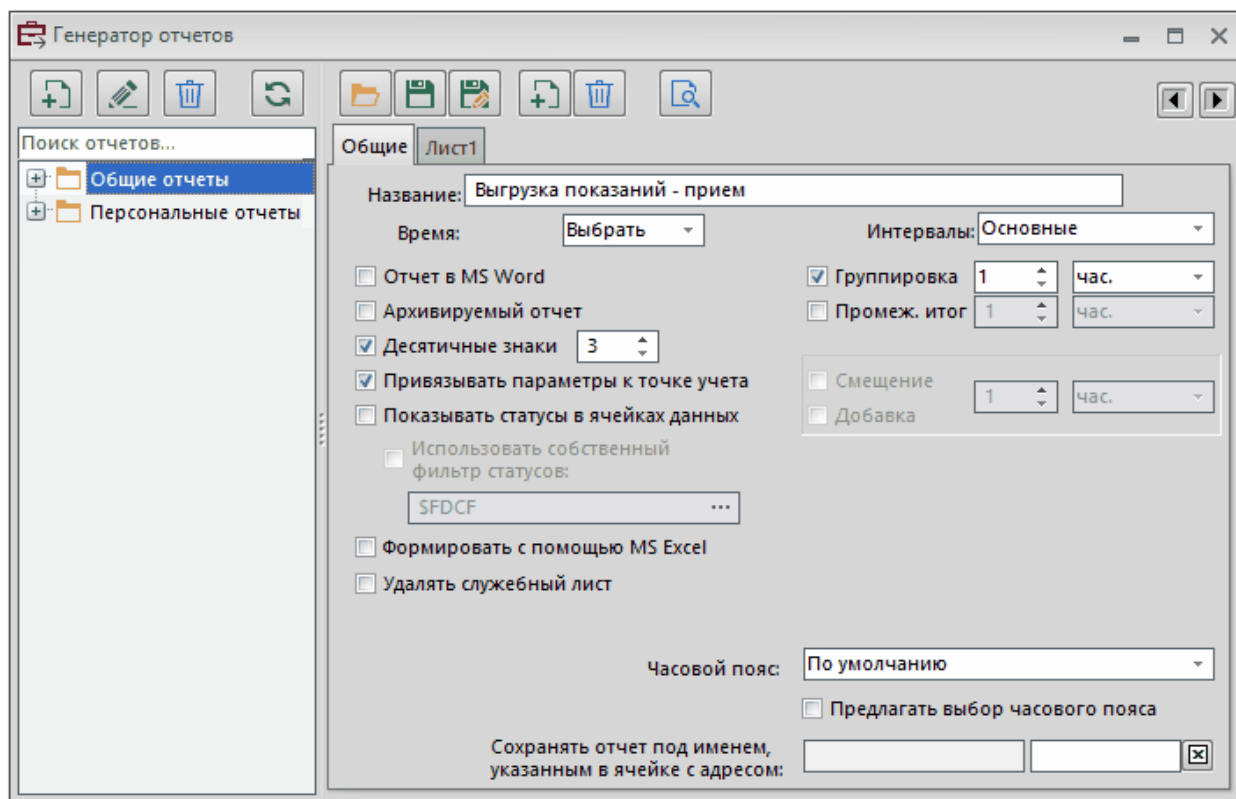 Генератор отчетов
Поиск отчетов...
Общие отчеты
Персональные отчеты
Общие Лист1
Название: Выгрузка показаний - прием
Время: Выбрать Интервалы: Основные
Отчет в MS Word Группировка 1 час.
Архивируемый отчет Промеж. итог 1 час.
Десятичные знаки 3
Привязывать параметры к точке учета Смещение 1 час.
Показывать статусы в ячейках данных Добавка
Использовать собственный
фильтр статусов:
SFDCF ...
Формировать с помощью MS Excel
Удалять служебный лист
Часовой пояс: По умолчанию
Предлагать выбор часового пояса
Сохранять отчет под именем,
указанным в ячейке с адресом: